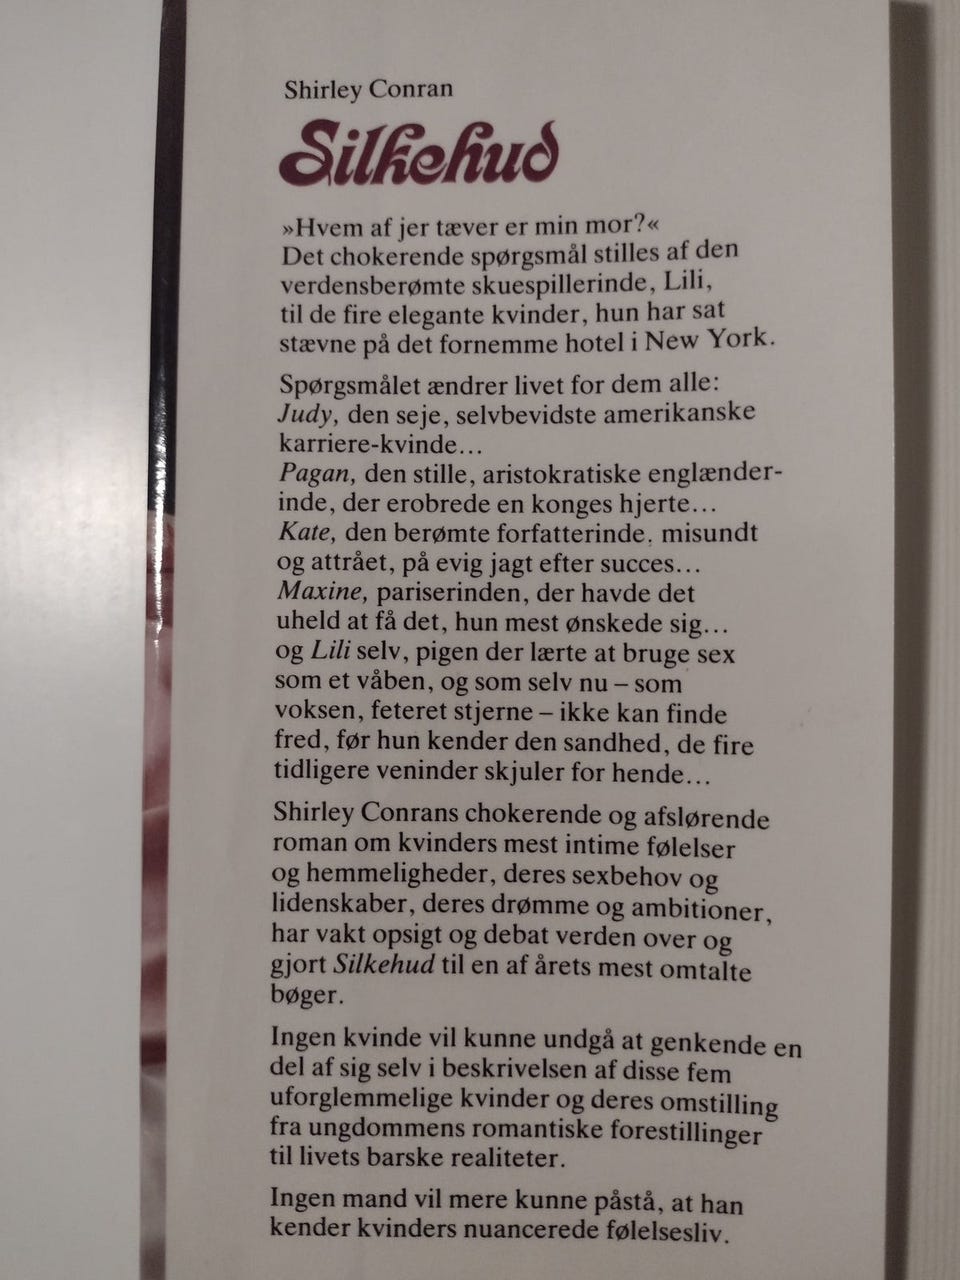 Shirley Conran
Silkehud
»Hvem af jer tæver er min mor?«
Det chokerende spørgsmål stilles af den
verdensberømte skuespillerinde, Lili,
til de fire elegante kvinder, hun har sat
stævne på det fornemme hotel i New York.
Spørgsmålet ændrer livet for dem alle:
Judy, den seje, selvbevidste amerikanske
karriere-kvinde...
Pagan, den stille, aristokratiske englænder-
inde, der erobrede en konges hjerte...
Kate, den berømte forfatterinde, misundt
og attrået, på evig jagt efter succes...
Maxine, pariserinden, der havde det
uheld at få det, hun mest ønskede sig...
og Lili selv, pigen der lærte at bruge sex
som et våben, og som selv nu – som
voksen, feteret stjerne – ikke kan finde
fred, før hun kender den sandhed, de fire
tidligere veninder skjuler for hende...
Shirley Conrans chokerende og afslørende
roman om kvinders mest intime følelser
og hemmeligheder, deres sexbehov og
lidenskaber, deres drømme og ambitioner,
har vakt opsigt og debat verden over og
gjort Silkehud til en af årets mest omtalte
bøger.
Ingen kvinde vil kunne undgå at genkende en
del af sig selv i beskrivelsen af disse fem
uforglemmelige kvinder og deres omstilling
fra ungdommens romantiske forestillinger
til livets barske realiteter.
Ingen mand vil mere kunne påstå, at han
kender kvinders nuancerede følelsesliv.